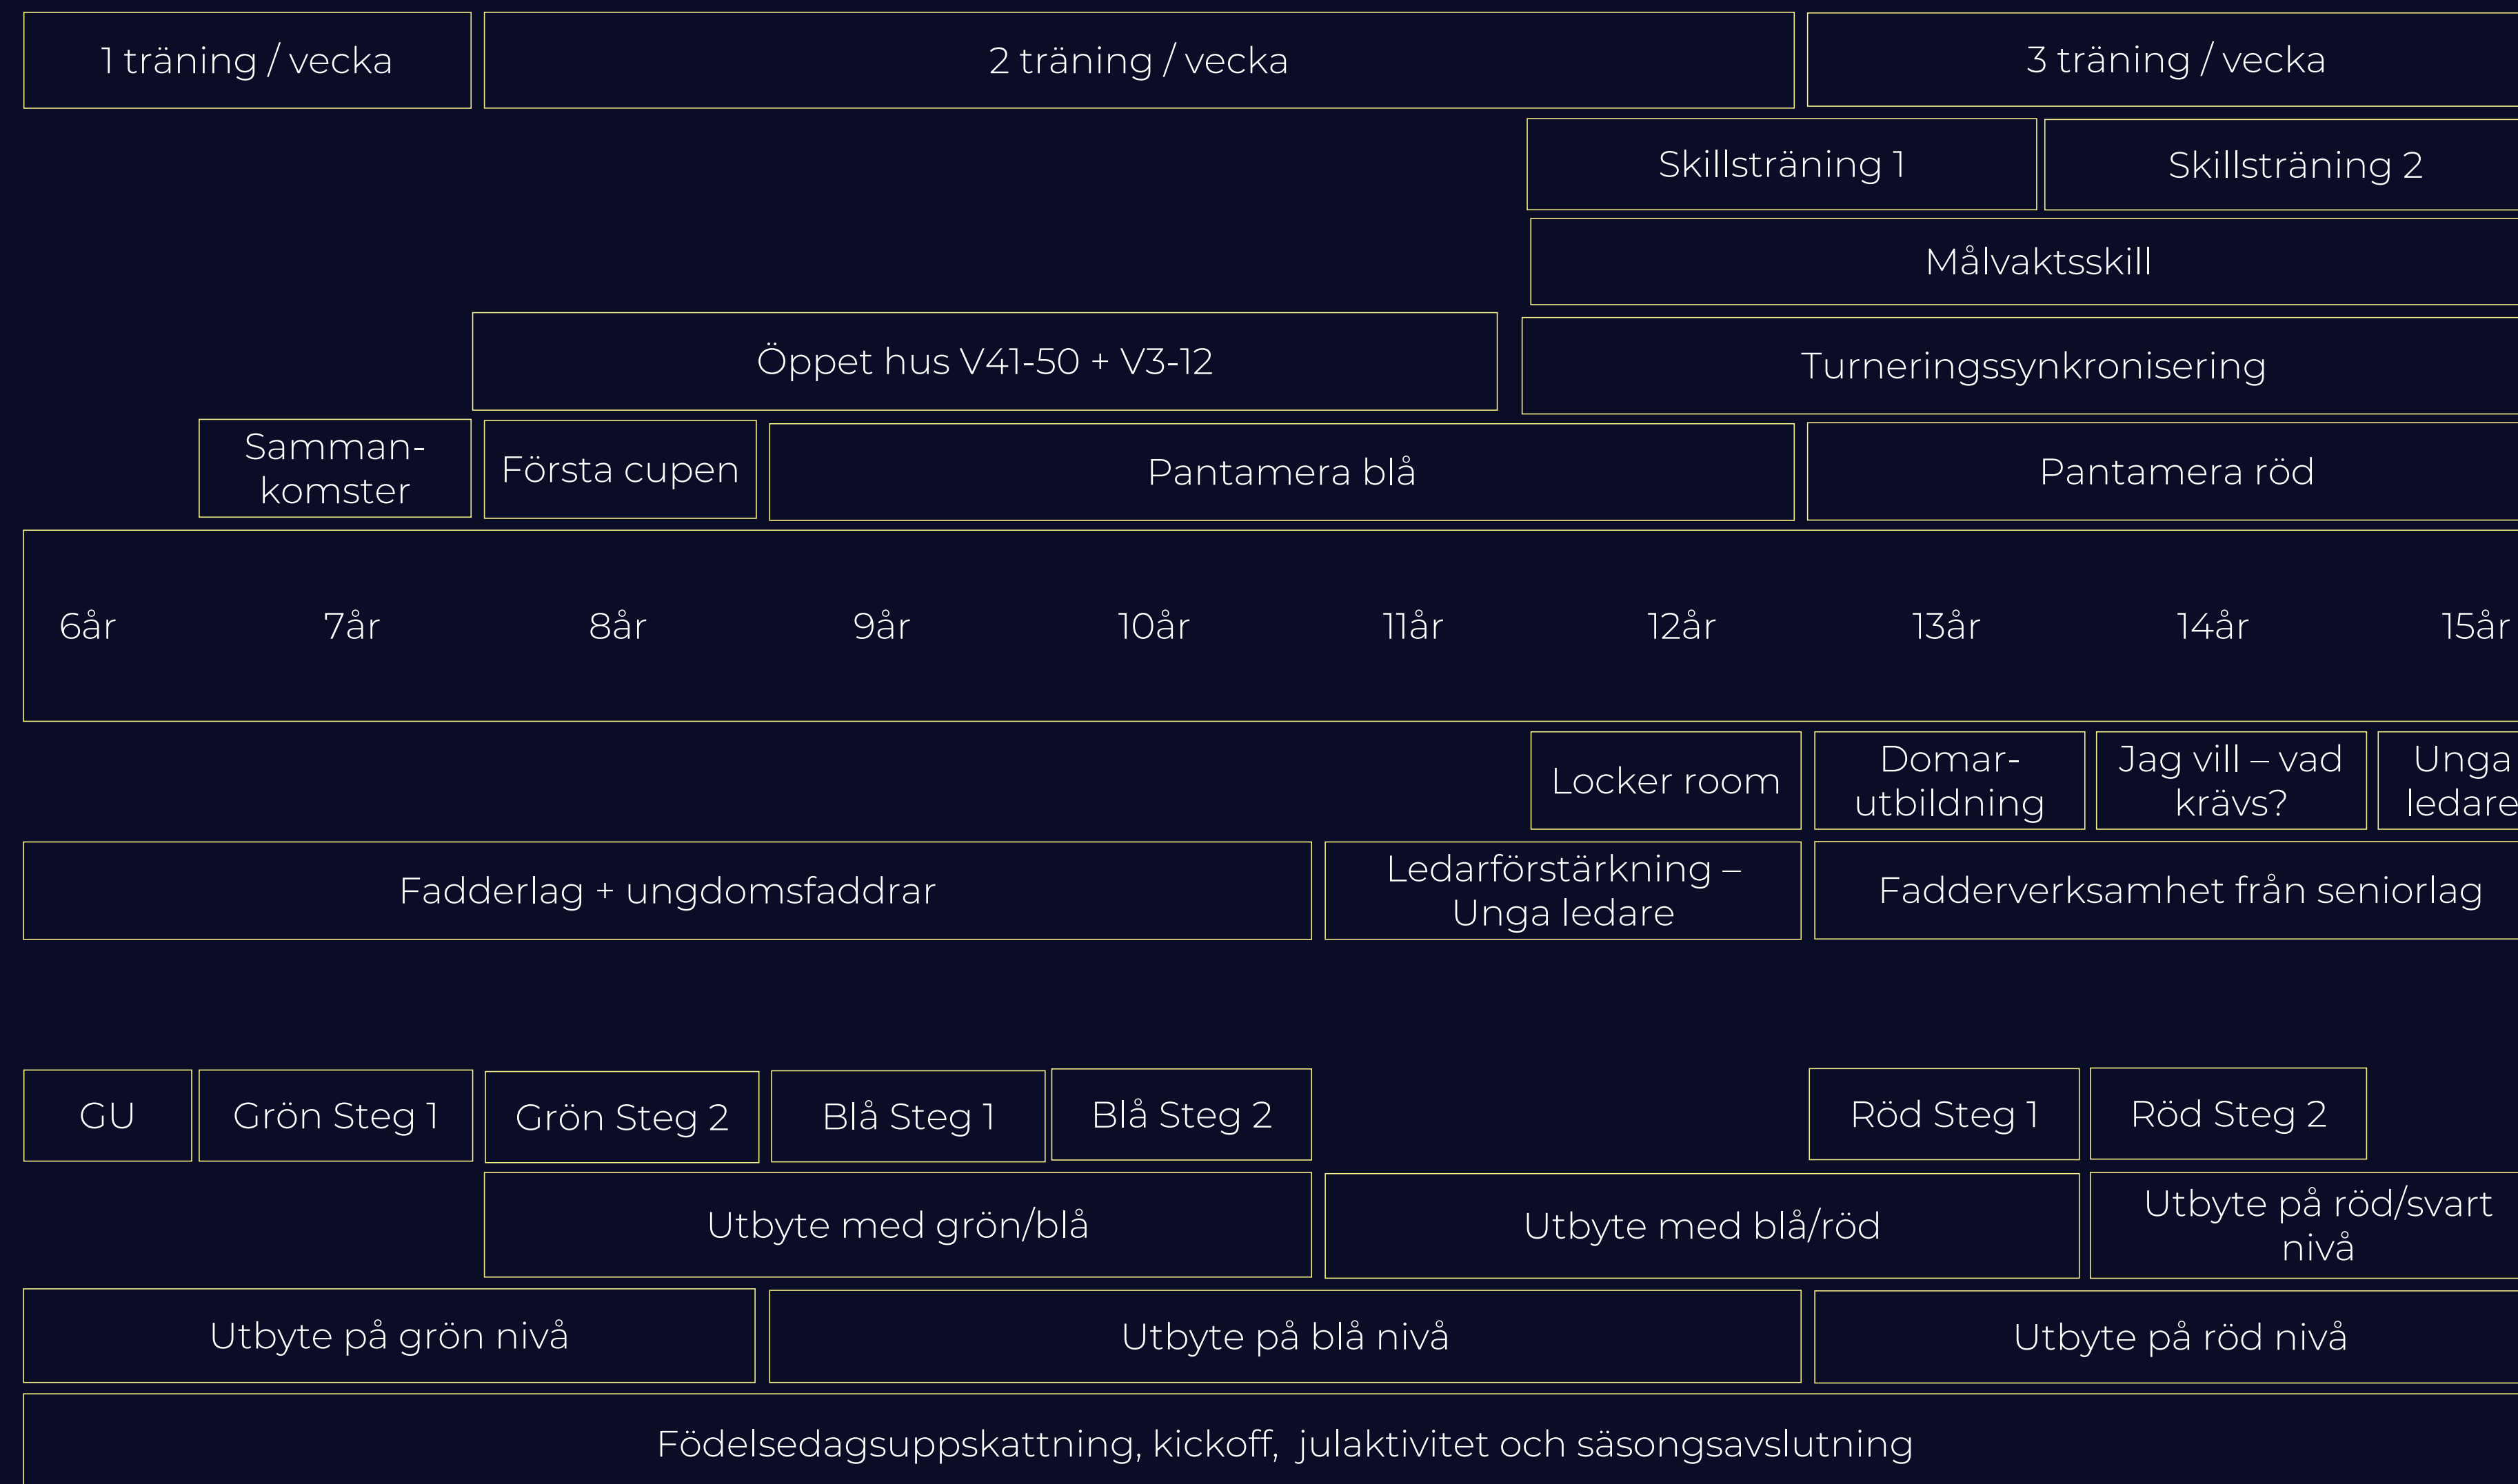 1 träning / vecka
2 träning / vecka
3 träning / vecka
Skillsträning 1
Skillsträning 2
Målvaktsskill
Öppet hus V41-50 + V3-12
Turneringssynkronisering
Samman-
komster
Första cupen
Pantamera blå
Pantamera röd
6år
7år
8år
9år
10år
11år
12år
13år
14år
15år
Locker room
Domar-
utbildning
Jag vill – vad
krävs?
Unga
ledare
Fadderlag + ungdomsfaddrar
Ledarförstärkning –
Unga ledare
Fadderverksamhet från seniorlag
GU
Grön Steg 1
Grön Steg 2
Blå Steg 1
Blå Steg 2
Röd Steg 1
Röd Steg 2
Utbyte med grön/blå
Utbyte med blå/röd
Utbyte på röd/svart
nivå
Utbyte på grön nivå
Utbyte på blå nivå
Utbyte på röd nivå
Födelsedagsuppskattning, kickoff,  julaktivitet och säsongsavslutning